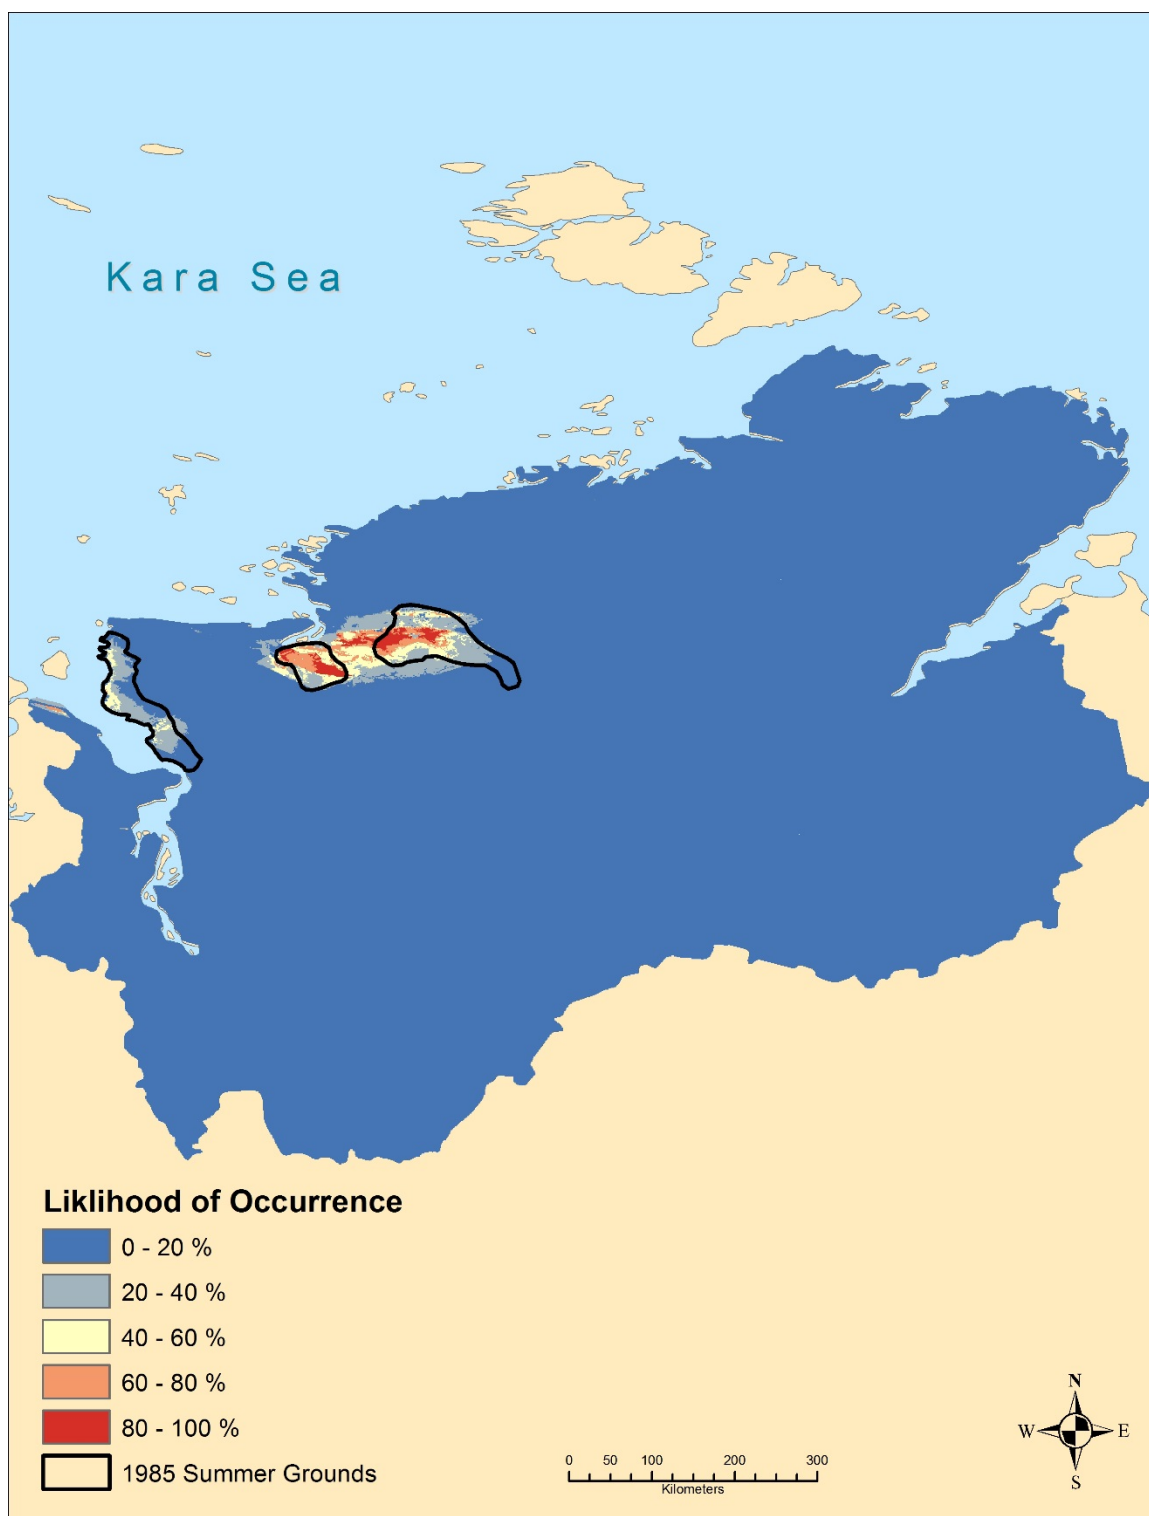 Kara Sea
Liklihood of Occurrence
0 - 20 %
20 - 40 %
40 - 60 %
60 - 80 %
80 - 100 %
1985 Summer Grounds
0 50 100 200 300
Kilometers
N
W E
S